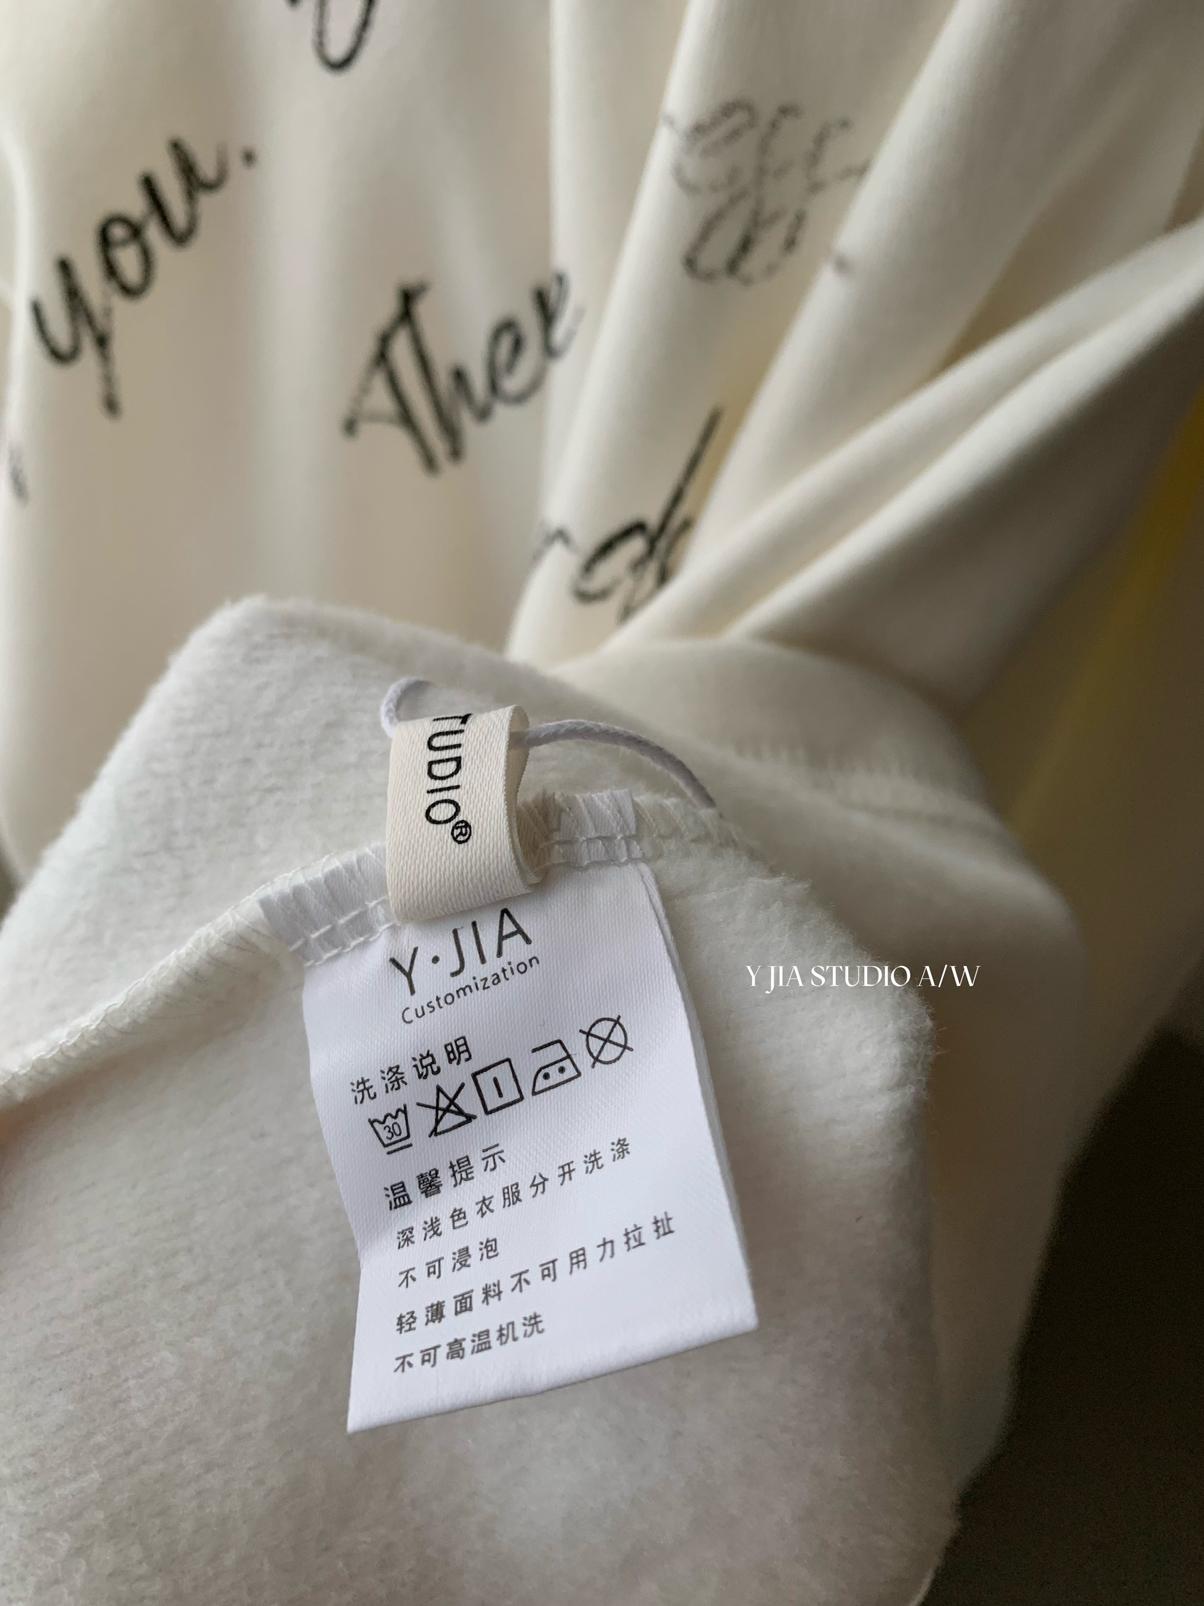 you.
Thee
TUDIO®
Y·JIA
Customization
Y JIA STUDIO A/W
洗涤说明
30
温馨提示
深浅色衣服分开洗涤
不可浸泡
轻薄面料不可用力拉扯
不可高温机洗